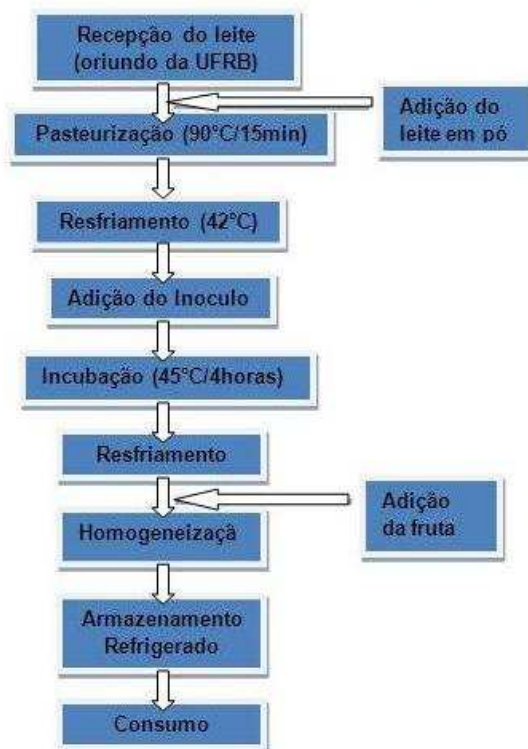 Recepção do leite
(oriundo da UFRB)
Adição do
leite em pó
Pasteurização (90°C/15min)
Resfriamento (42°C)
Adição do Inoculo
Incubação (45°C/4horas)
Resfriamento
Adição
da fruta
Homogeneizaçã
Armazenamento
Refrigerado
Consumo